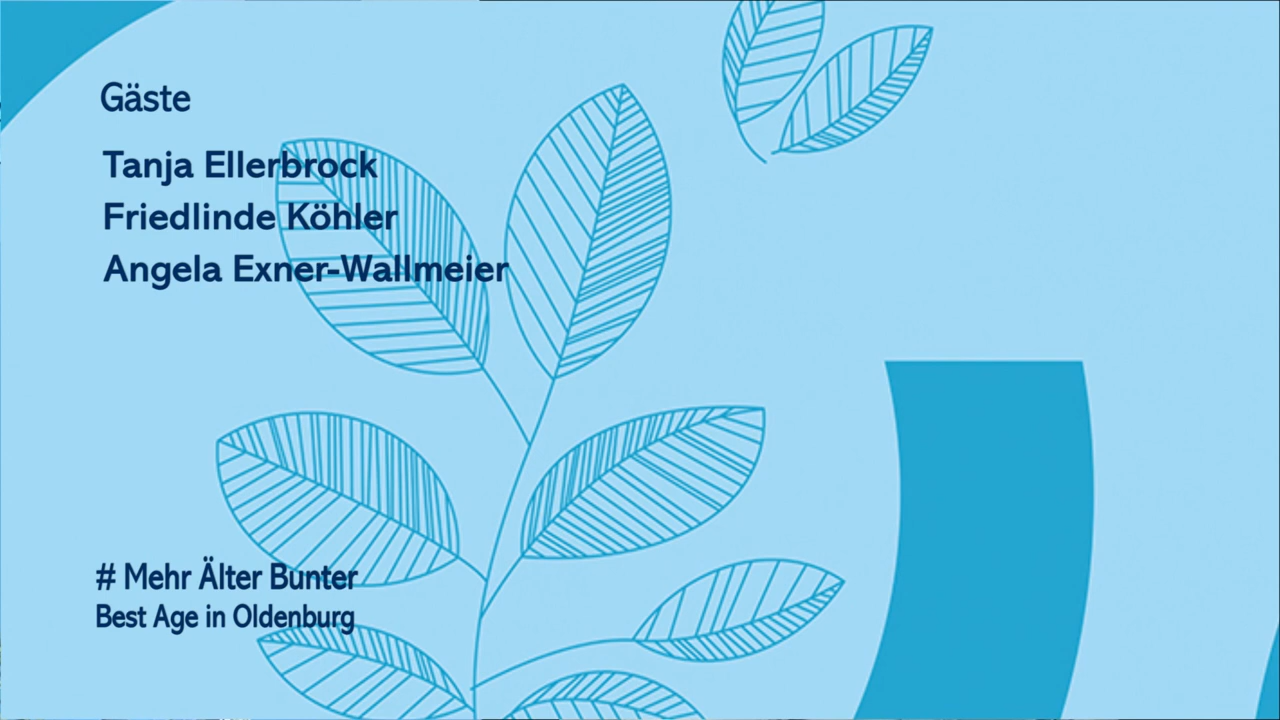 Gäste
Tanja Ellerbrock
Friedlinde Köhler
Angela Exner-Wallmeier
# Mehr Älter Bunter
Best Age in Oldenburg